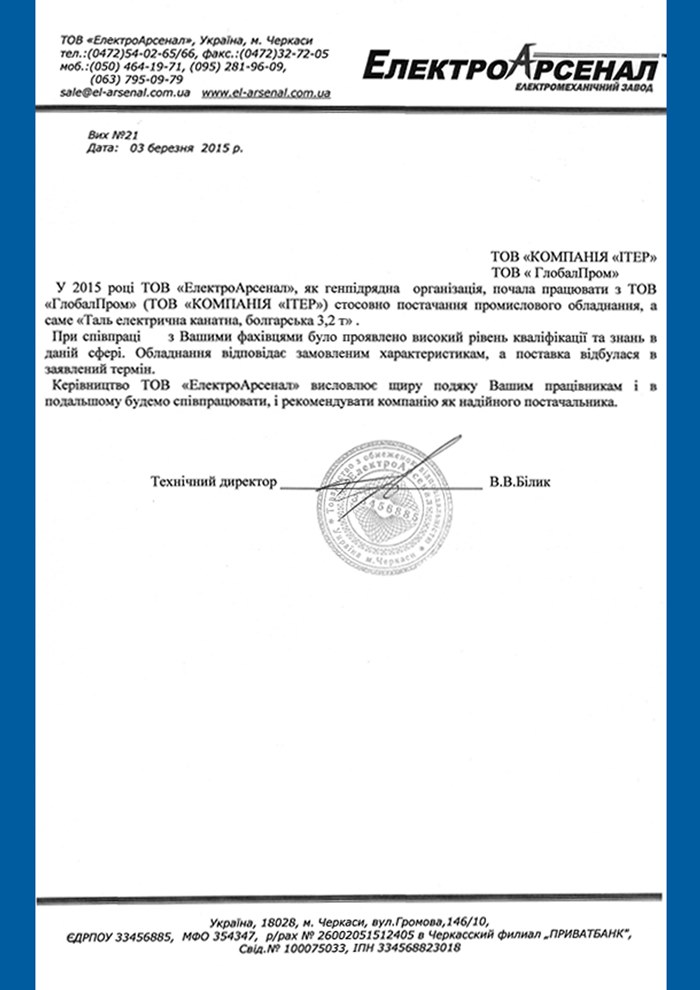 ТОВ «ЕлектроАрсенал», Україна, м. Черкаси
тел.:(0472)54-02-65/66, факс.:(0472)32-72-05
моб.:(050) 464-19-71, (095) 281-96-09,
(063) 795-09-79
sale@el-arsenal.com.ua www.el-arsenal.com.ua
ЕлектроАрсенал
ЕЛЕКТРОМЕХАНІЧНИЙ ЗАВОД
Вих №21
Дата: 03 березня 2015 р.
ТОВ «КОМПАНІЯ «ІТЕР»
ТОВ « ГлобалПром»
У 2015 році ТОВ «ЕлектроАрсенал», як генпідрядна організація, почала працювати з ТОВ
«ГлобалПром» (ТОВ «КОМПАНІЯ «ІТЕР») стосовно постачання промислового обладнання, а
саме «Таль електрична канатна, болгарська 3,2 т» .
При співпраці з Вашими фахівцями було проявлено високий рівень кваліфікації та знань в
даній сфері. Обладнання відповідає замовленим характеристикам, а поставка відбулася в
заявлений термін.
Керівництво ТОВ «ЕлектроАрсенал» висловлює щиру подяку Вашим працівникам і в
подальшому будемо співпрацювати, і рекомендувати компанію як надійного постачальника.
Технічний директор В.В.Білик
Товариство з обмеженою відповідальністю
ЕлектроАрсенал
33456885
Україна м.Черкаси
Україна, 18028, м. Черкаси, вул.Громова,146/10,
ЄДРПОУ 33456885, МФО 354347, р/рах № 26002051512405 в Черкасский филиал „ПРИВАТБАНК",
Свід.№ 100075033, ІПН 334568823018